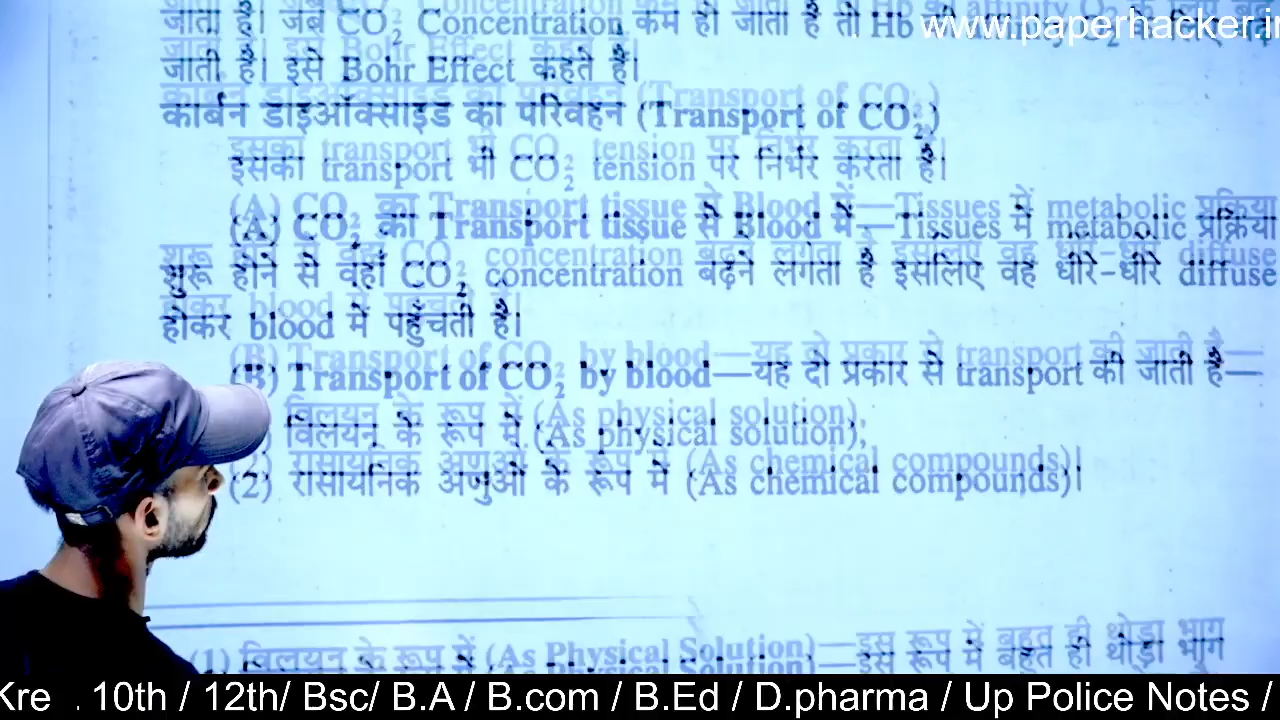 जाता है। जब CO2 Concentration कम हो जाता है तो Hb
www.paperhacker.in
जाती है। इसे Bohr Effect कहते हैं।
कार्बन डाइऑक्साइड का परिवहन (Transport of CO2)
इसका transport भी CO2 tension पर निर्भर करता है।
(A) CO2 का Transport tissue से Blood में—Tissues में metabolic प्रक्रिया
शुरू होने से वहाँ CO2 concentration बढ़ने लगता है इसलिए वह धीरे-धीरे diffuse
होकर blood में पहुँचती है।
(B) Transport of CO2 by blood—यह दो प्रकार से transport की जाती है—
विलयन के रूप में (As physical solution);
(2) रासायनिक अणुओं के रूप में (As chemical compounds)।
(1) विलयन के रूप में (As Physical Solution)—इस रूप में बहुत ही थोड़ा भाग
10th / 12th/ Bsc/ B.A / B.com / B.Ed / D.pharma / Up Police Notes /